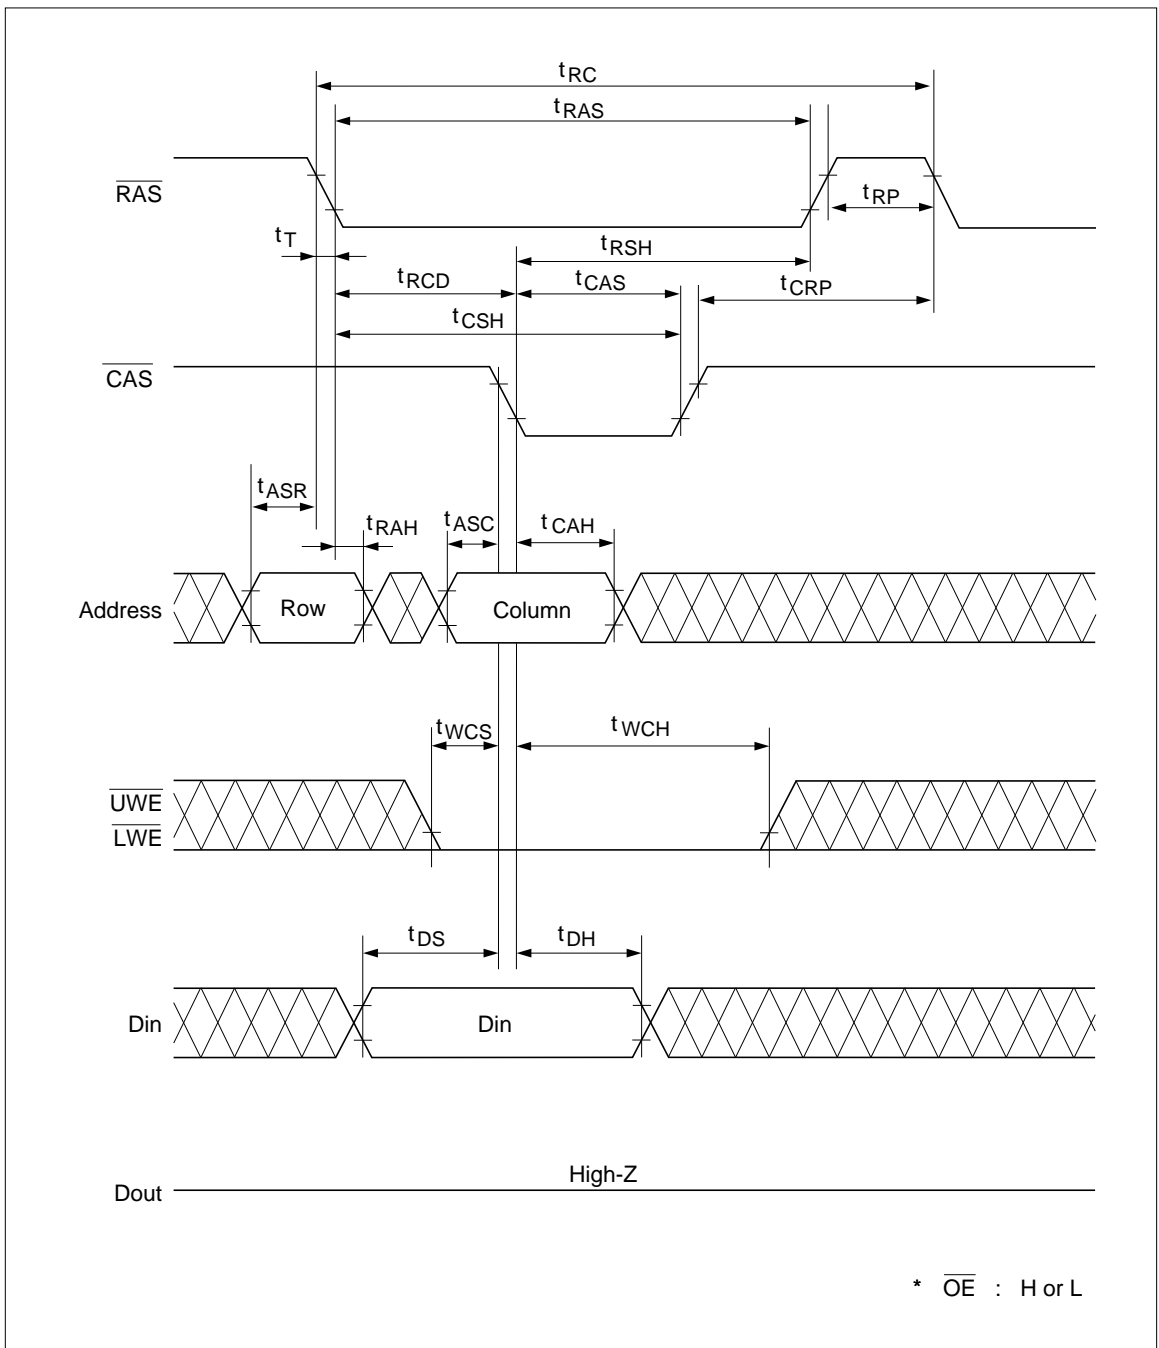 tRC
tRAS
RAS
tRP
tT
tRSH
tRCD
tCAS
tCRP
tCSH
CAS
tASR
tRAH
tASC
tCAH
Address
Row
Column
tWCS
tWCH
UWE
LWE
tDS
tDH
Din
Din
High-Z
Dout
* OE : H or L